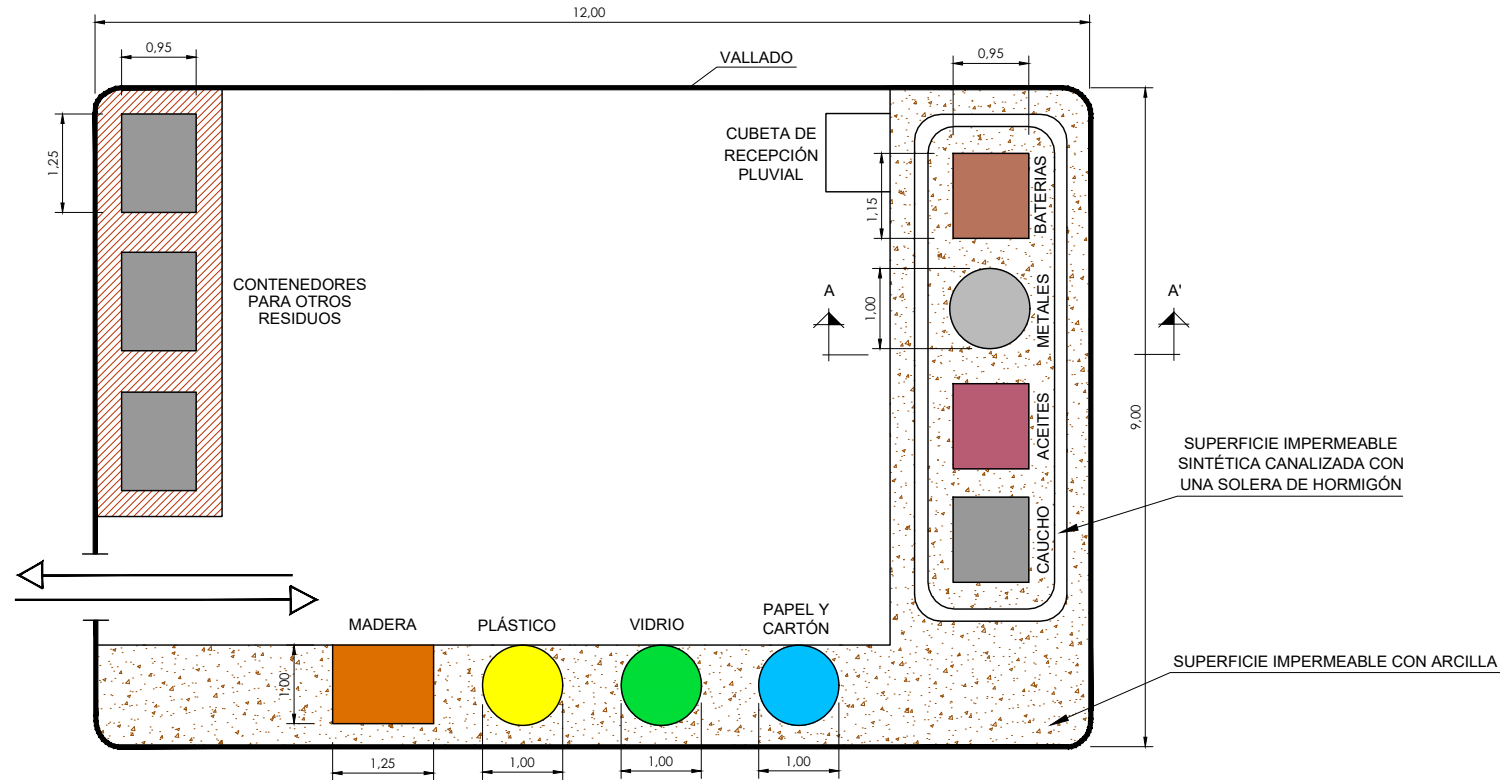 12,00
0,95
VALLADO
0,95
1,25
CUBETA DE
RECEPCIÓN
PLUVIAL
1,15
BATERIAS
CONTENEDORES
PARA OTROS
RESIDUOS
A
1,00
METALES
A'
9,00
ACEITES
SUPERFICIE IMPERMEABLE
SINTÉTICA CANALIZADA CON
UNA SOLERA DE HORMIGÓN
CAUCHO
MADERA
PLÁSTICO
VIDRIO
PAPEL Y
CARTÓN
SUPERFICIE IMPERMEABLE CON ARCILLA
1,00
1,25
1,00
1,00
1,00